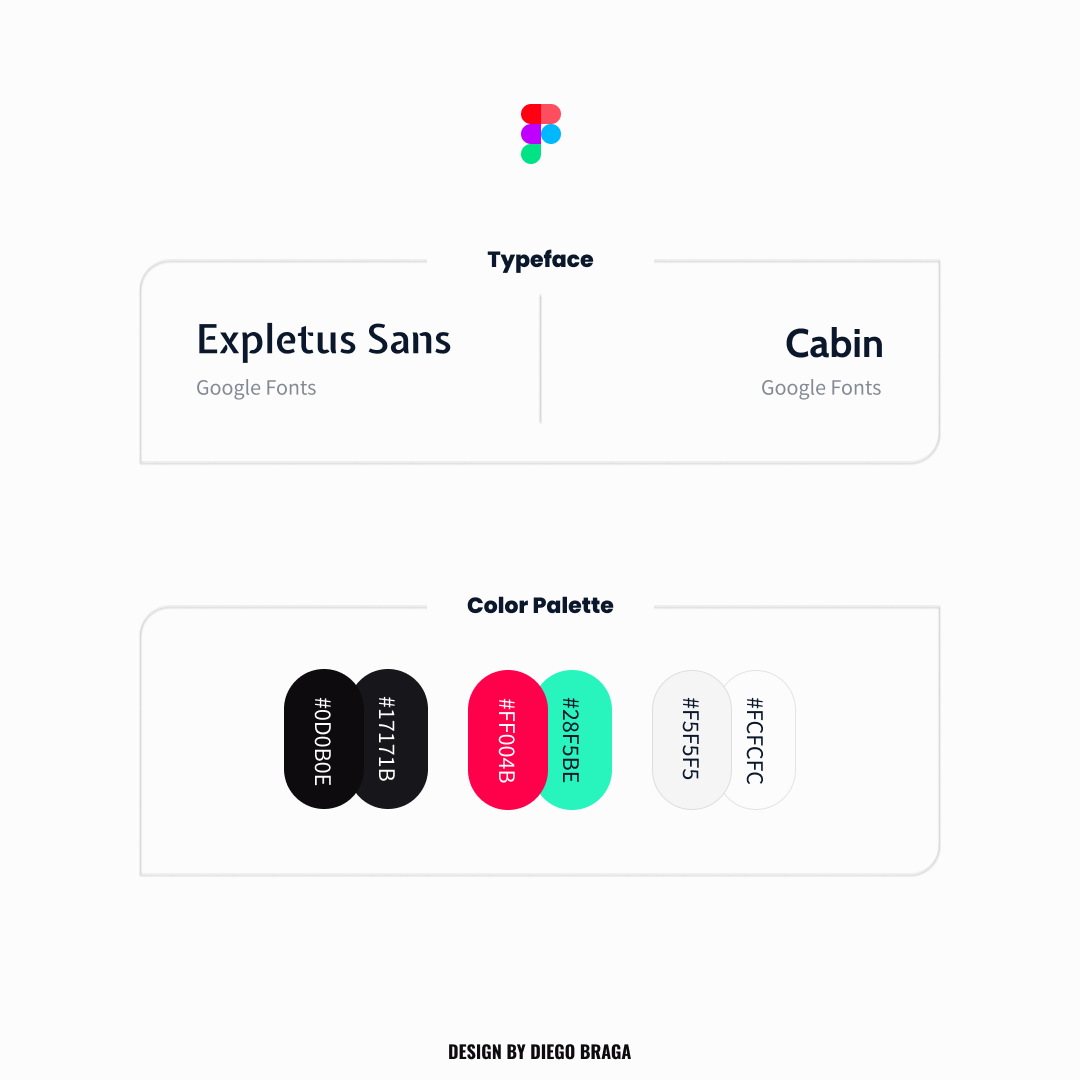 Typeface
Expletus Sans
Google Fonts
Cabin
Google Fonts
Color Palette
#0D0B0E
#17171B
#FF004B
#28F5BE
#F5F5F5
#FCFCFC
DESIGN BY DIEGO BRAGA